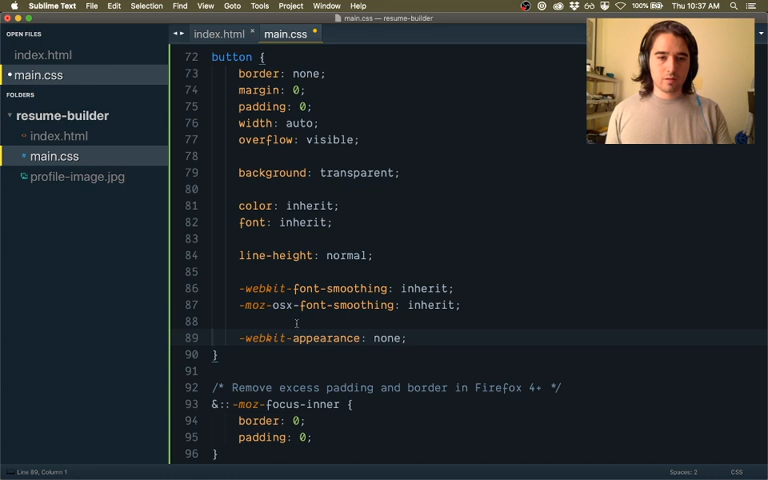 Sublime Text File Edit Selection View Goto Tools Project Window Help 100% Thu 10:37 AM
main.css — resume-builder
OPEN FILES
index.html
main.css
FOLDERS
resume-builder
index.html
main.css
profile-image.jpg
index.html main.css
72 button {
73 border: none;
74 margin: 0;
75 padding: 0;
76 width: auto;
77 overflow: visible;
78
79 background: transparent;
80
81 color: inherit;
82 font: inherit;
83
84 line-height: normal;
85
86 -webkit-font-smoothing: inherit;
87 -moz-osx-font-smoothing: inherit;
88
89 -webkit-appearance: none;
90 }
91
92 /* Remove excess padding and border in Firefox 4+ */
93 &::-moz-focus-inner {
94 border: 0;
95 padding: 0;
96 }
Line 89, Column 1 Spaces: 2 CSS